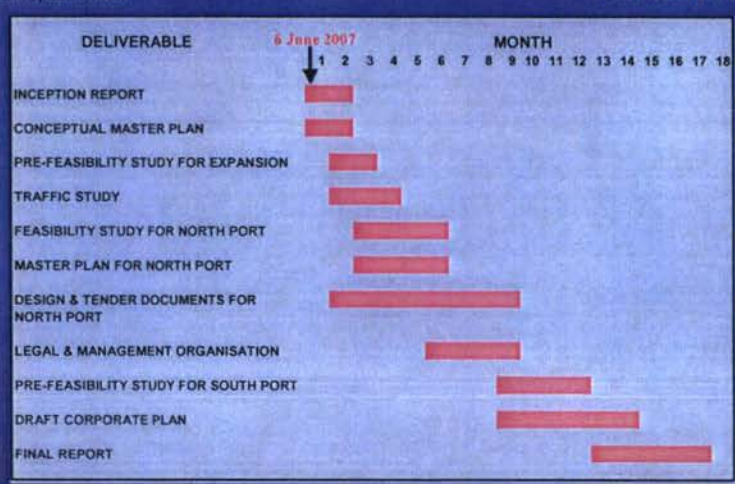 DELIVERABLE
6 June 2007
MONTH
1 2 3 4 5 6 7 8 9 10 11 12 13 14 15 16 17 18
INCEPTION REPORT
CONCEPTUAL MASTER PLAN
PRE-FEASIBILITY STUDY FOR EXPANSION
TRAFFIC STUDY
FEASIBILITY STUDY FOR NORTH PORT
MASTER PLAN FOR NORTH PORT
DESIGN & TENDER DOCUMENTS FOR
NORTH PORT
LEGAL & MANAGEMENT ORGANISATION
PRE-FEASIBILITY STUDY FOR SOUTH PORT
DRAFT CORPORATE PLAN
FINAL REPORT